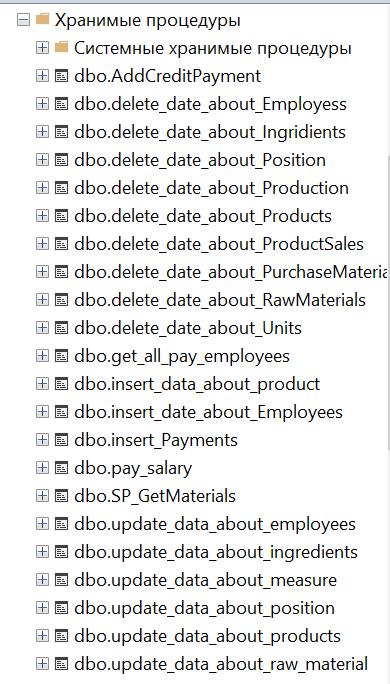 Хранимые процедуры
Системные хранимые процедуры
dbo.AddCreditPayment
dbo.delete_date_about_Employess
dbo.delete_date_about_Ingridients
dbo.delete_date_about_Position
dbo.delete_date_about_Production
dbo.delete_date_about_Products
dbo.delete_date_about_ProductSales
dbo.delete_date_about_PurchaseMateria
dbo.delete_date_about_RawMaterials
dbo.delete_date_about_Units
dbo.get_all_pay_employees
dbo.insert_data_about_product
dbo.insert_date_about_Employees
dbo.insert_Payments
dbo.pay_salary
dbo.SP_GetMaterials
dbo.update_data_about_employees
dbo.update_data_about_ingredients
dbo.update_data_about_measure
dbo.update_data_about_position
dbo.update_data_about_products
dbo.update_data_about_raw_material